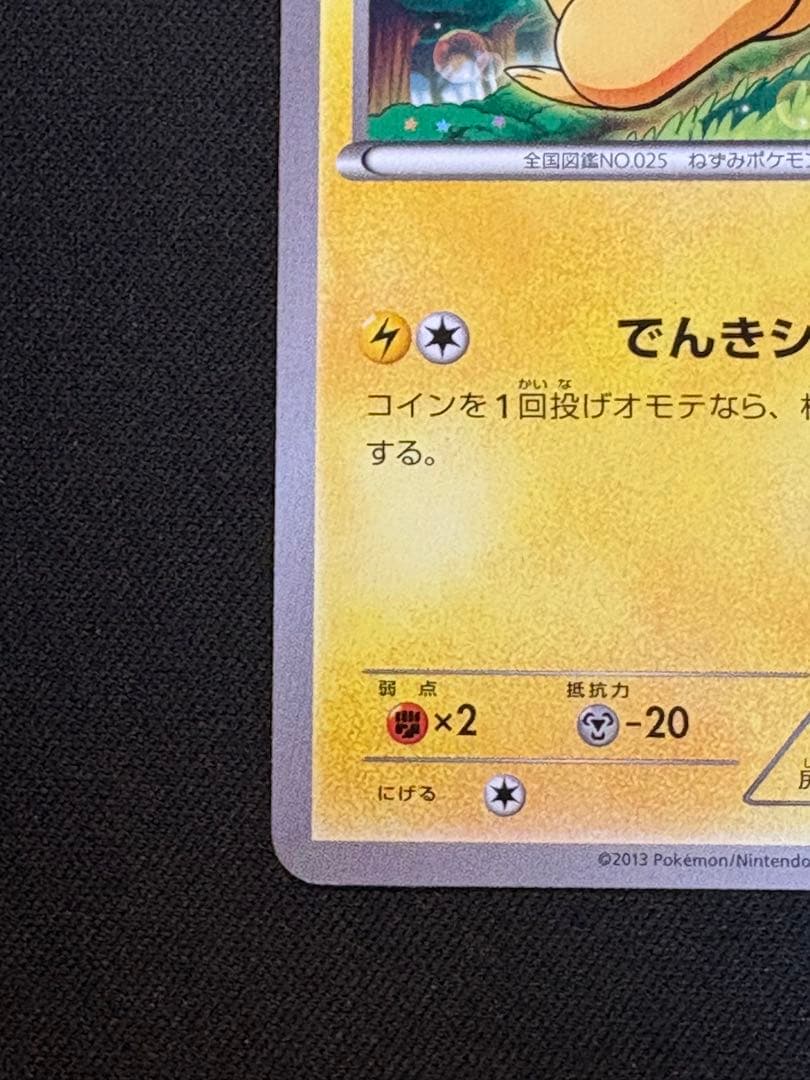 全国図鑑NO.025 ねずみポケモ
でんきシ
かい な
コインを1回投げオモテなら、
する。
弱点 抵抗力
×2 -20
にげる
©2013 Pokémon/Nintendo